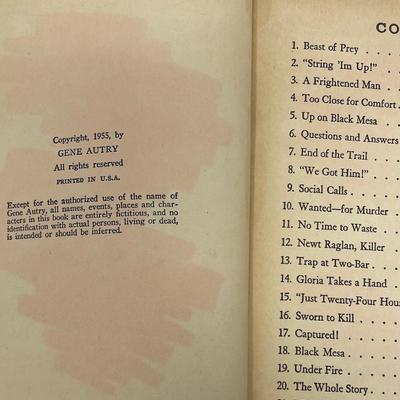 Copyright, 1955, by
GENE AUTRY
All rights reserved
PRINTED IN U.S.A.
Except for the authorized use of the name of
Gene Autry, all names, events, places and char-
acters in this book are entirely fictitious, and no
identification with actual persons, living or dead,
is intended or should be inferred.
CO
1. Beast of Prey . . . .
2. "String 'Im Up!" . .
3. A Frightened Man . .
4. Too Close for Comfort .
5. Up on Black Mesa . .
6. Questions and Answers
7. End of the Trail . . .
8. "We Got Him!" . . .
9. Social Calls . . . . .
10. Wanted—for Murder .
11. No Time to Waste . .
12. Newt Raglan, Killer .
13. Trap at Two-Bar . . .
14. Gloria Takes a Hand .
15. "Just Twenty-Four Hou
16. Sworn to Kill . . . .
17. Captured! . . . . .
18. Black Mesa . . . . .
19. Under Fire . . . . .
20. The Whole Story . . .